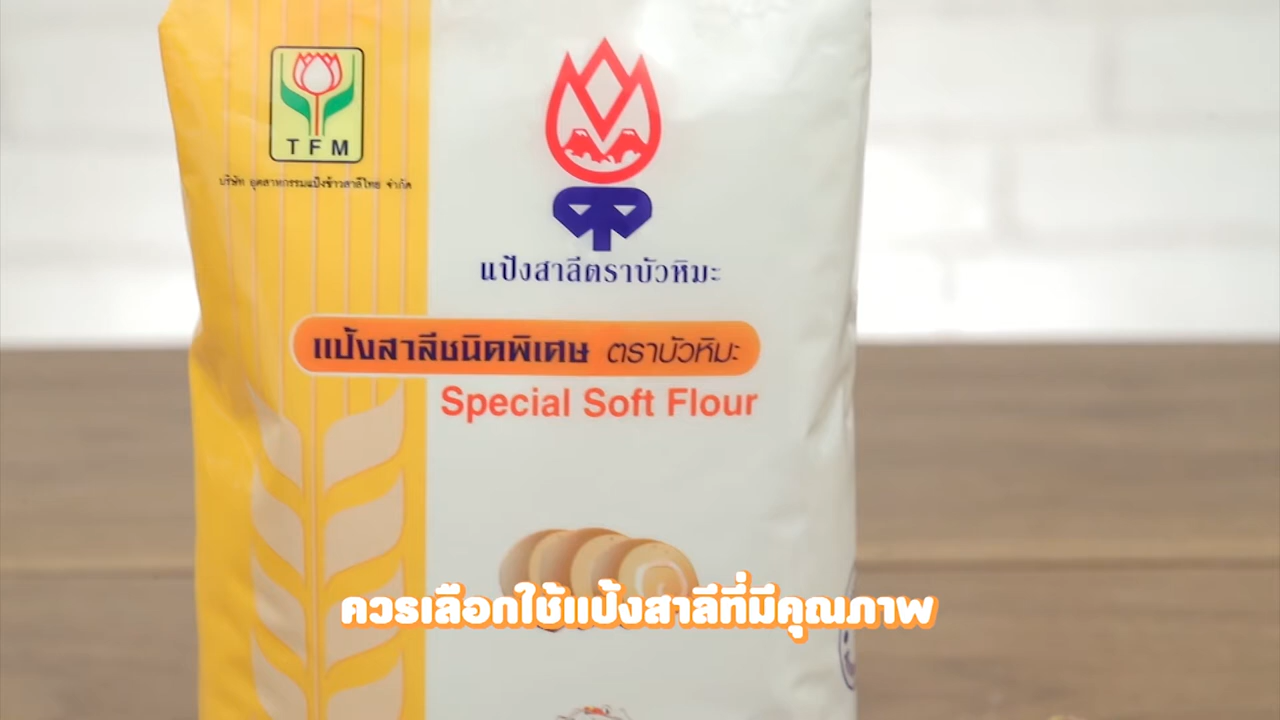 TFM
บริษัท อุตสาหกรรมแป้งข้าวสาลีไทย จำกัด
แป้งสาลีตราบัวหิมะ
แป้งสาลีชนิดพิเศษ ตราบัวหิมะ
Special Soft Flour
ควรเลือกใช้แป้งสาลีที่มีคุณภาพ